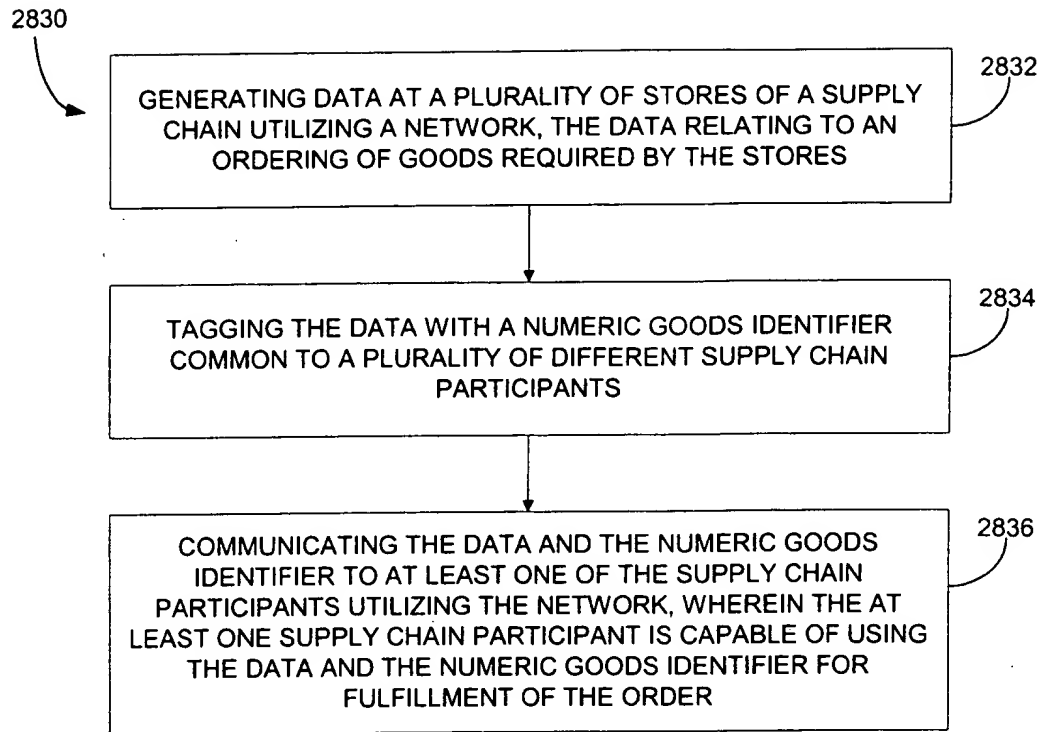 2830
2832
GENERATING DATA AT A PLURALITY OF STORES OF A SUPPLY
CHAIN UTILIZING A NETWORK, THE DATA RELATING TO AN
ORDERING OF GOODS REQUIRED BY THE STORES
2834
TAGGING THE DATA WITH A NUMERIC GOODS IDENTIFIER
COMMON TO A PLURALITY OF DIFFERENT SUPPLY CHAIN
PARTICIPANTS
2836
COMMUNICATING THE DATA AND THE NUMERIC GOODS
IDENTIFIER TO AT LEAST ONE OF THE SUPPLY CHAIN
PARTICIPANTS UTILIZING THE NETWORK, WHEREIN THE AT
LEAST ONE SUPPLY CHAIN PARTICIPANT IS CAPABLE OF USING
THE DATA AND THE NUMERIC GOODS IDENTIFIER FOR
FULFILLMENT OF THE ORDER